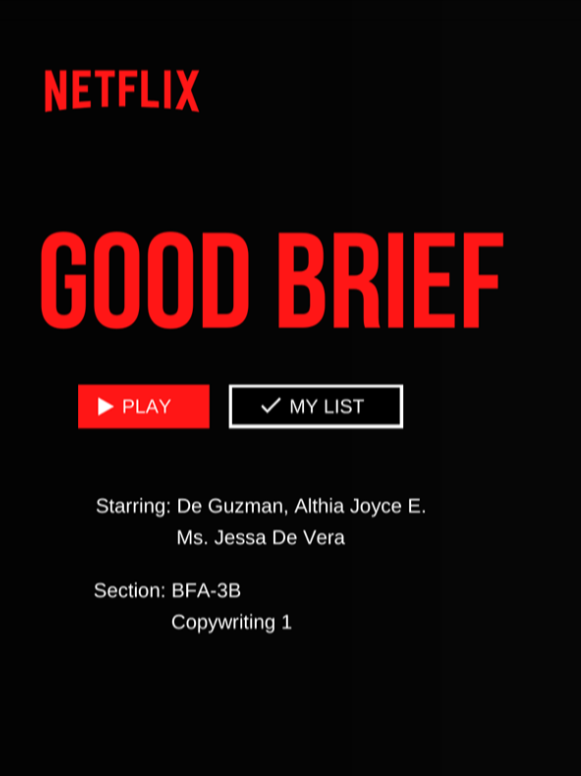 NETFLIX
GOOD BRIEF
PLAY
MY LIST
Starring: De Guzman, Althia Joyce E.
Ms. Jessa De Vera
Section: BFA-3B
Copywriting 1